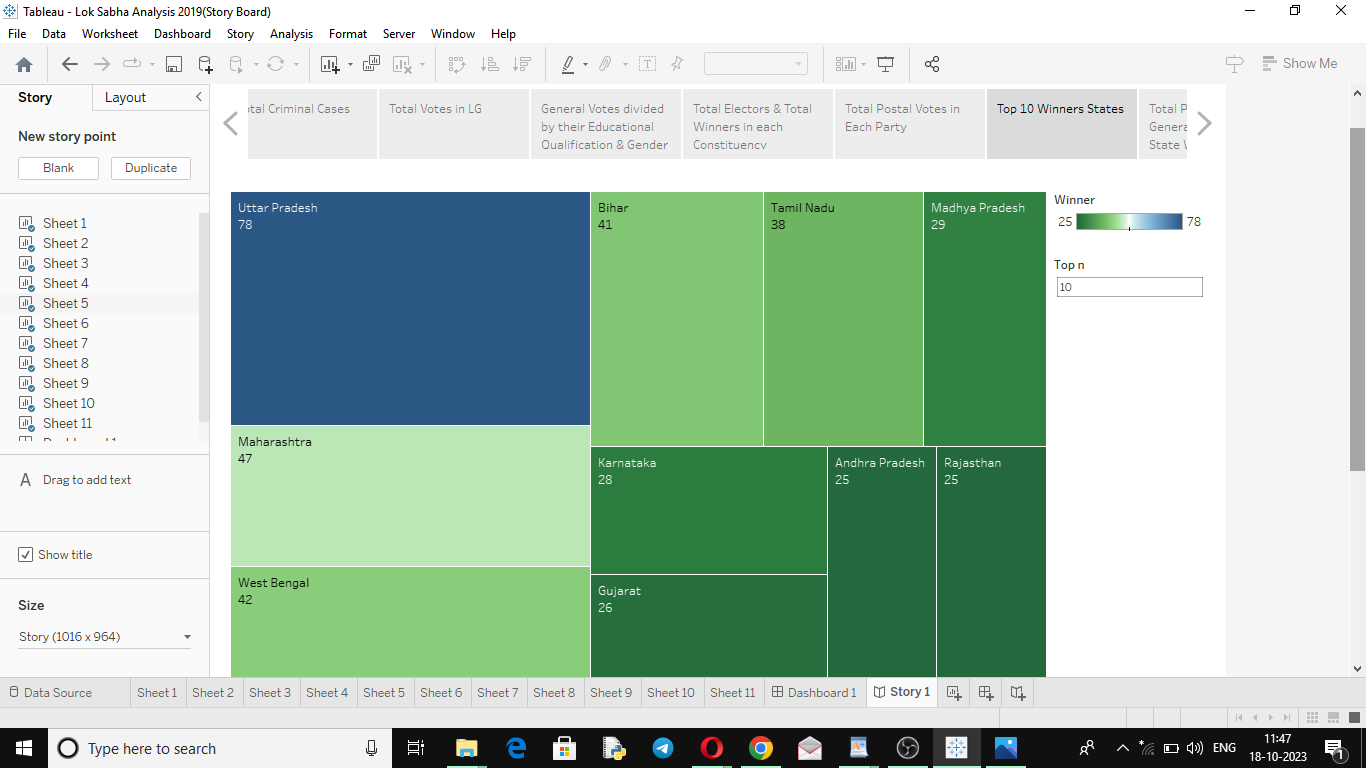 Tableau - Lok Sabha Analysis 2019(Story Board)
File Data Worksheet Dashboard Story Analysis Format Server Window Help
Show Me
Story Layout
New story point
Blank Duplicate
Sheet 1
Sheet 2
Sheet 3
Sheet 4
Sheet 5
Sheet 6
Sheet 7
Sheet 8
Sheet 9
Sheet 10
Sheet 11
A Drag to add text
Show title
Size
Story (1016 x 964)
Criminal Cases
Total Votes in LG
General Votes divided
by their Educational
Qualification & Gender
Total Electors & Total
Winners in each
Constituency
Total Postal Votes in
Each Party
Top 10 Winners States
Total P
Genera
State
Uttar Pradesh
78
Maharashtra
47
West Bengal
42
Bihar
41
Tamil Nadu
38
Madhya Pradesh
29
Karnataka
28
Gujarat
26
Andhra Pradesh
25
Rajasthan
25
Winner
25 78
Top n
10
Data Source Sheet 1 Sheet 2 Sheet 3 Sheet 4 Sheet 5 Sheet 6 Sheet 7 Sheet 8 Sheet 9 Sheet 10 Sheet 11 Dashboard 1 Story 1
Type here to search
ENG
11:47
18-10-2023
1